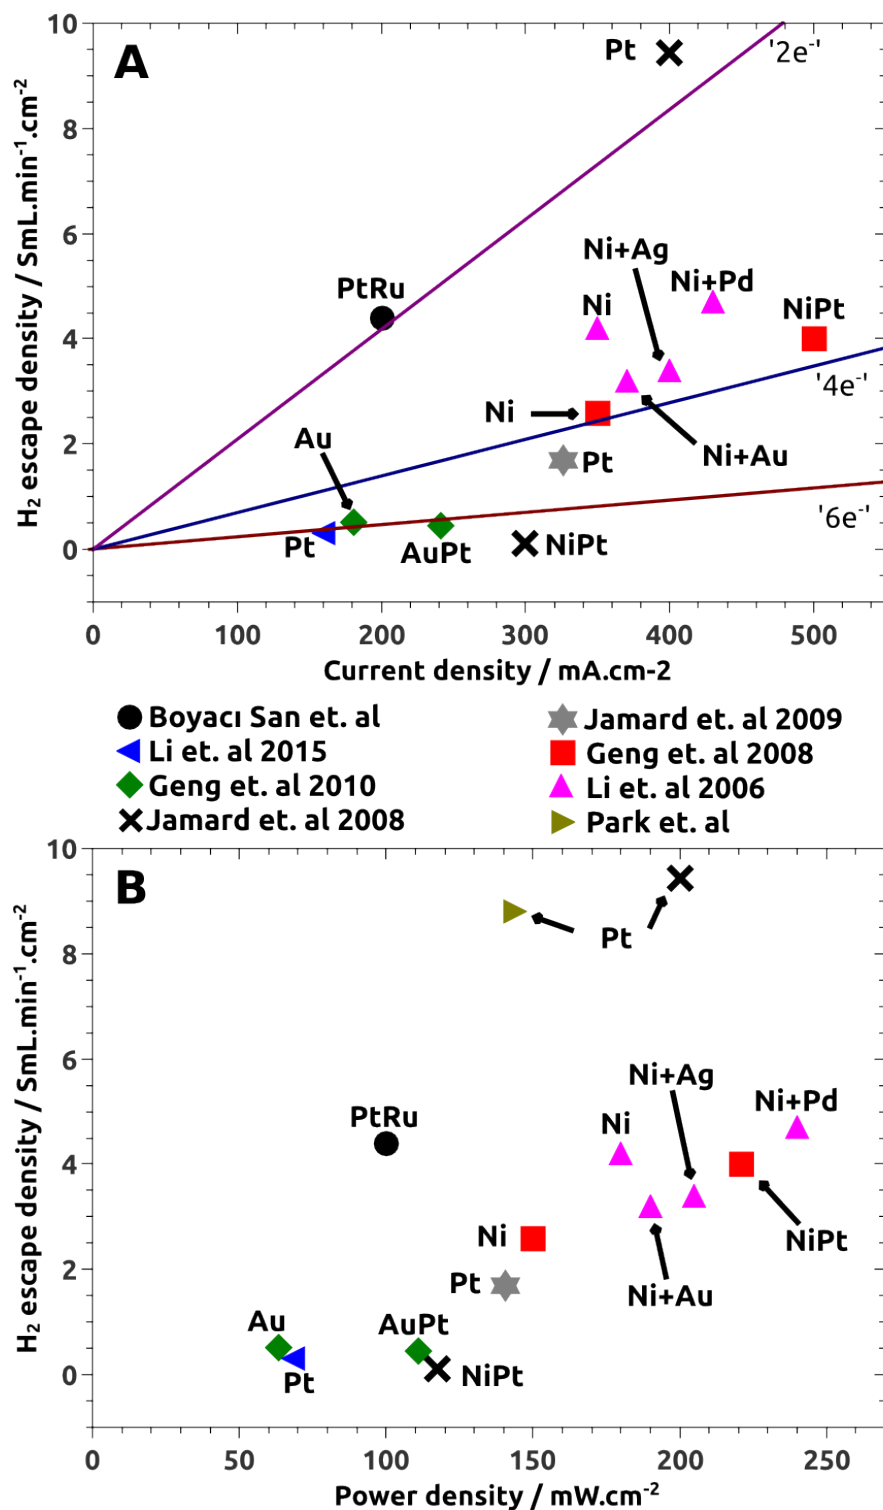 A
H₂ escape density / SmL.min⁻¹.cm⁻²
10
8
6
4
2
0
Pt
'2e⁻'
Ni+Ag
Ni+Pd
PtRu
Ni
NiPt
'4e⁻'
Ni
Au
Ni+Au
Pt
'6e⁻'
Pt
AuPt
NiPt
0 100 200 300 400 500
Current density / mA.cm-2
Boyacı San et. al
Li et. al 2015
Geng et. al 2010
Jamard et. al 2008
Jamard et. al 2009
Geng et. al 2008
Li et. al 2006
Park et. al
B
H₂ escape density / SmL.min⁻¹.cm⁻²
10
8
6
4
2
0
Pt
Ni+Ag
Ni+Pd
PtRu
Ni
Ni
NiPt
Pt
Ni+Au
Au
AuPt
Pt
NiPt
0 50 100 150 200 250
Power density / mW.cm⁻²